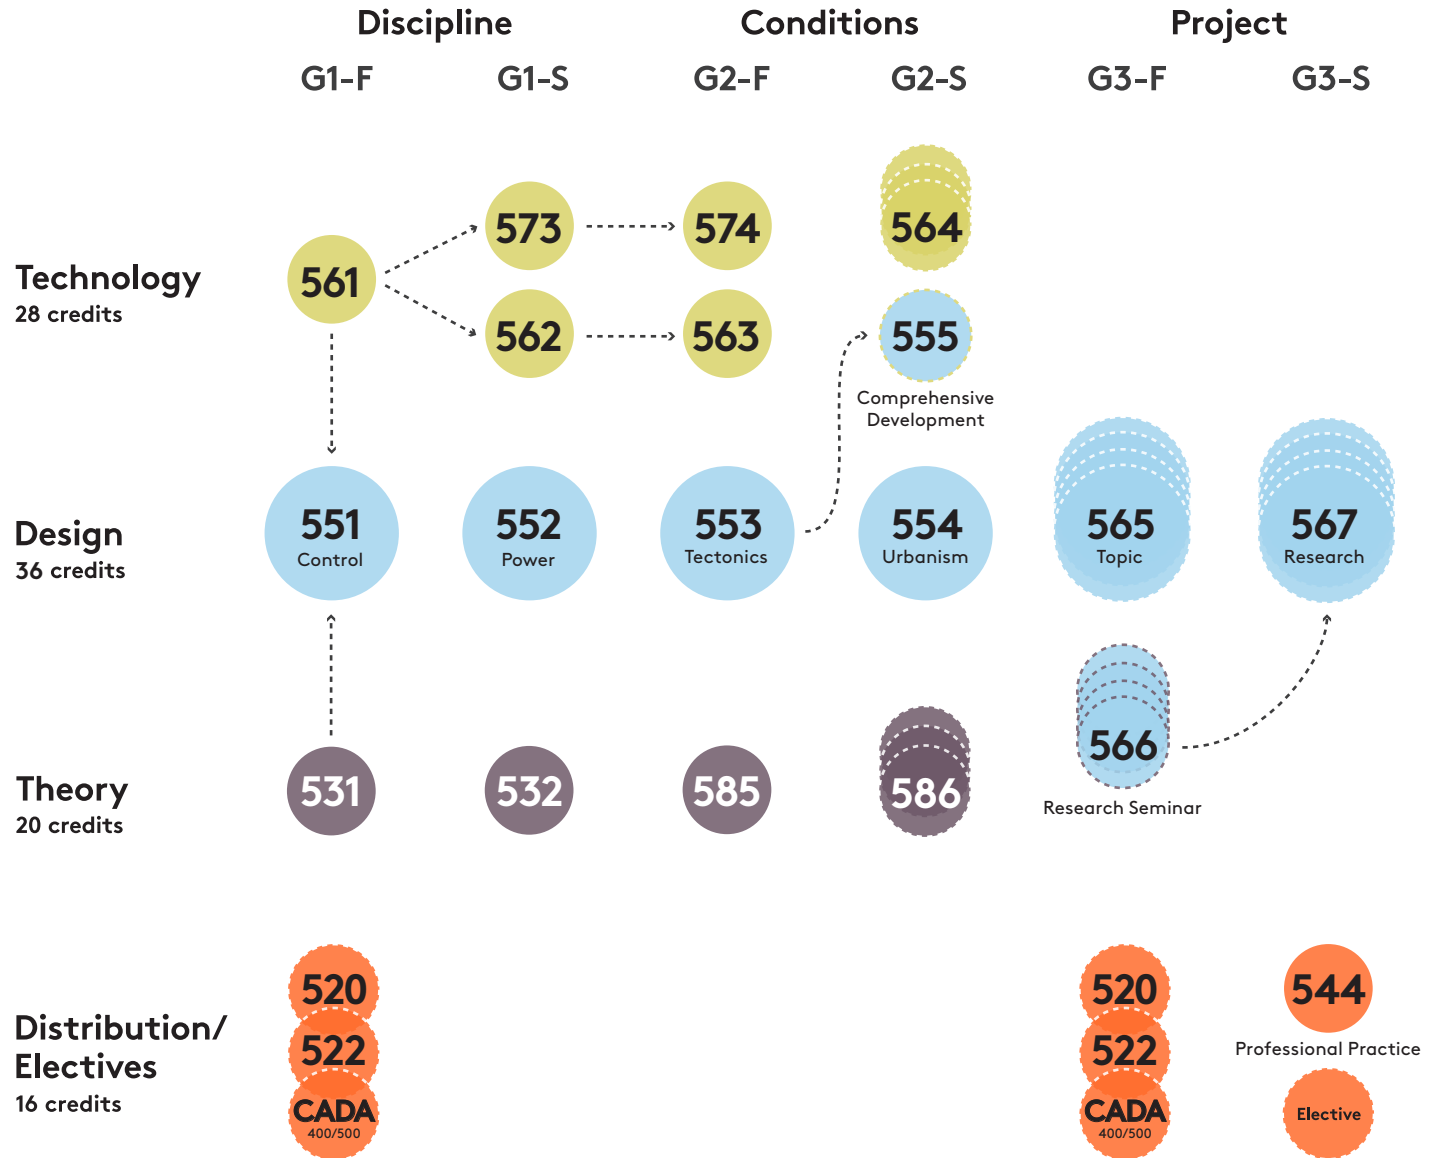 Discipline Conditions Project
G1-F G1-S G2-F G2-S G3-F G3-S
573 574 564
561
Technology
28 credits
562 563 555
Comprehensive
Development
Design
36 credits
551 552 553 554 565 567
Control Power Tectonics Urbanism Topic Research
566
Research Seminar
Theory
20 credits
531 532 585 586
520 520 544
Professional Practice
Distribution/
Electives
16 credits
522 522
CADA CADA Elective
400/500 400/500